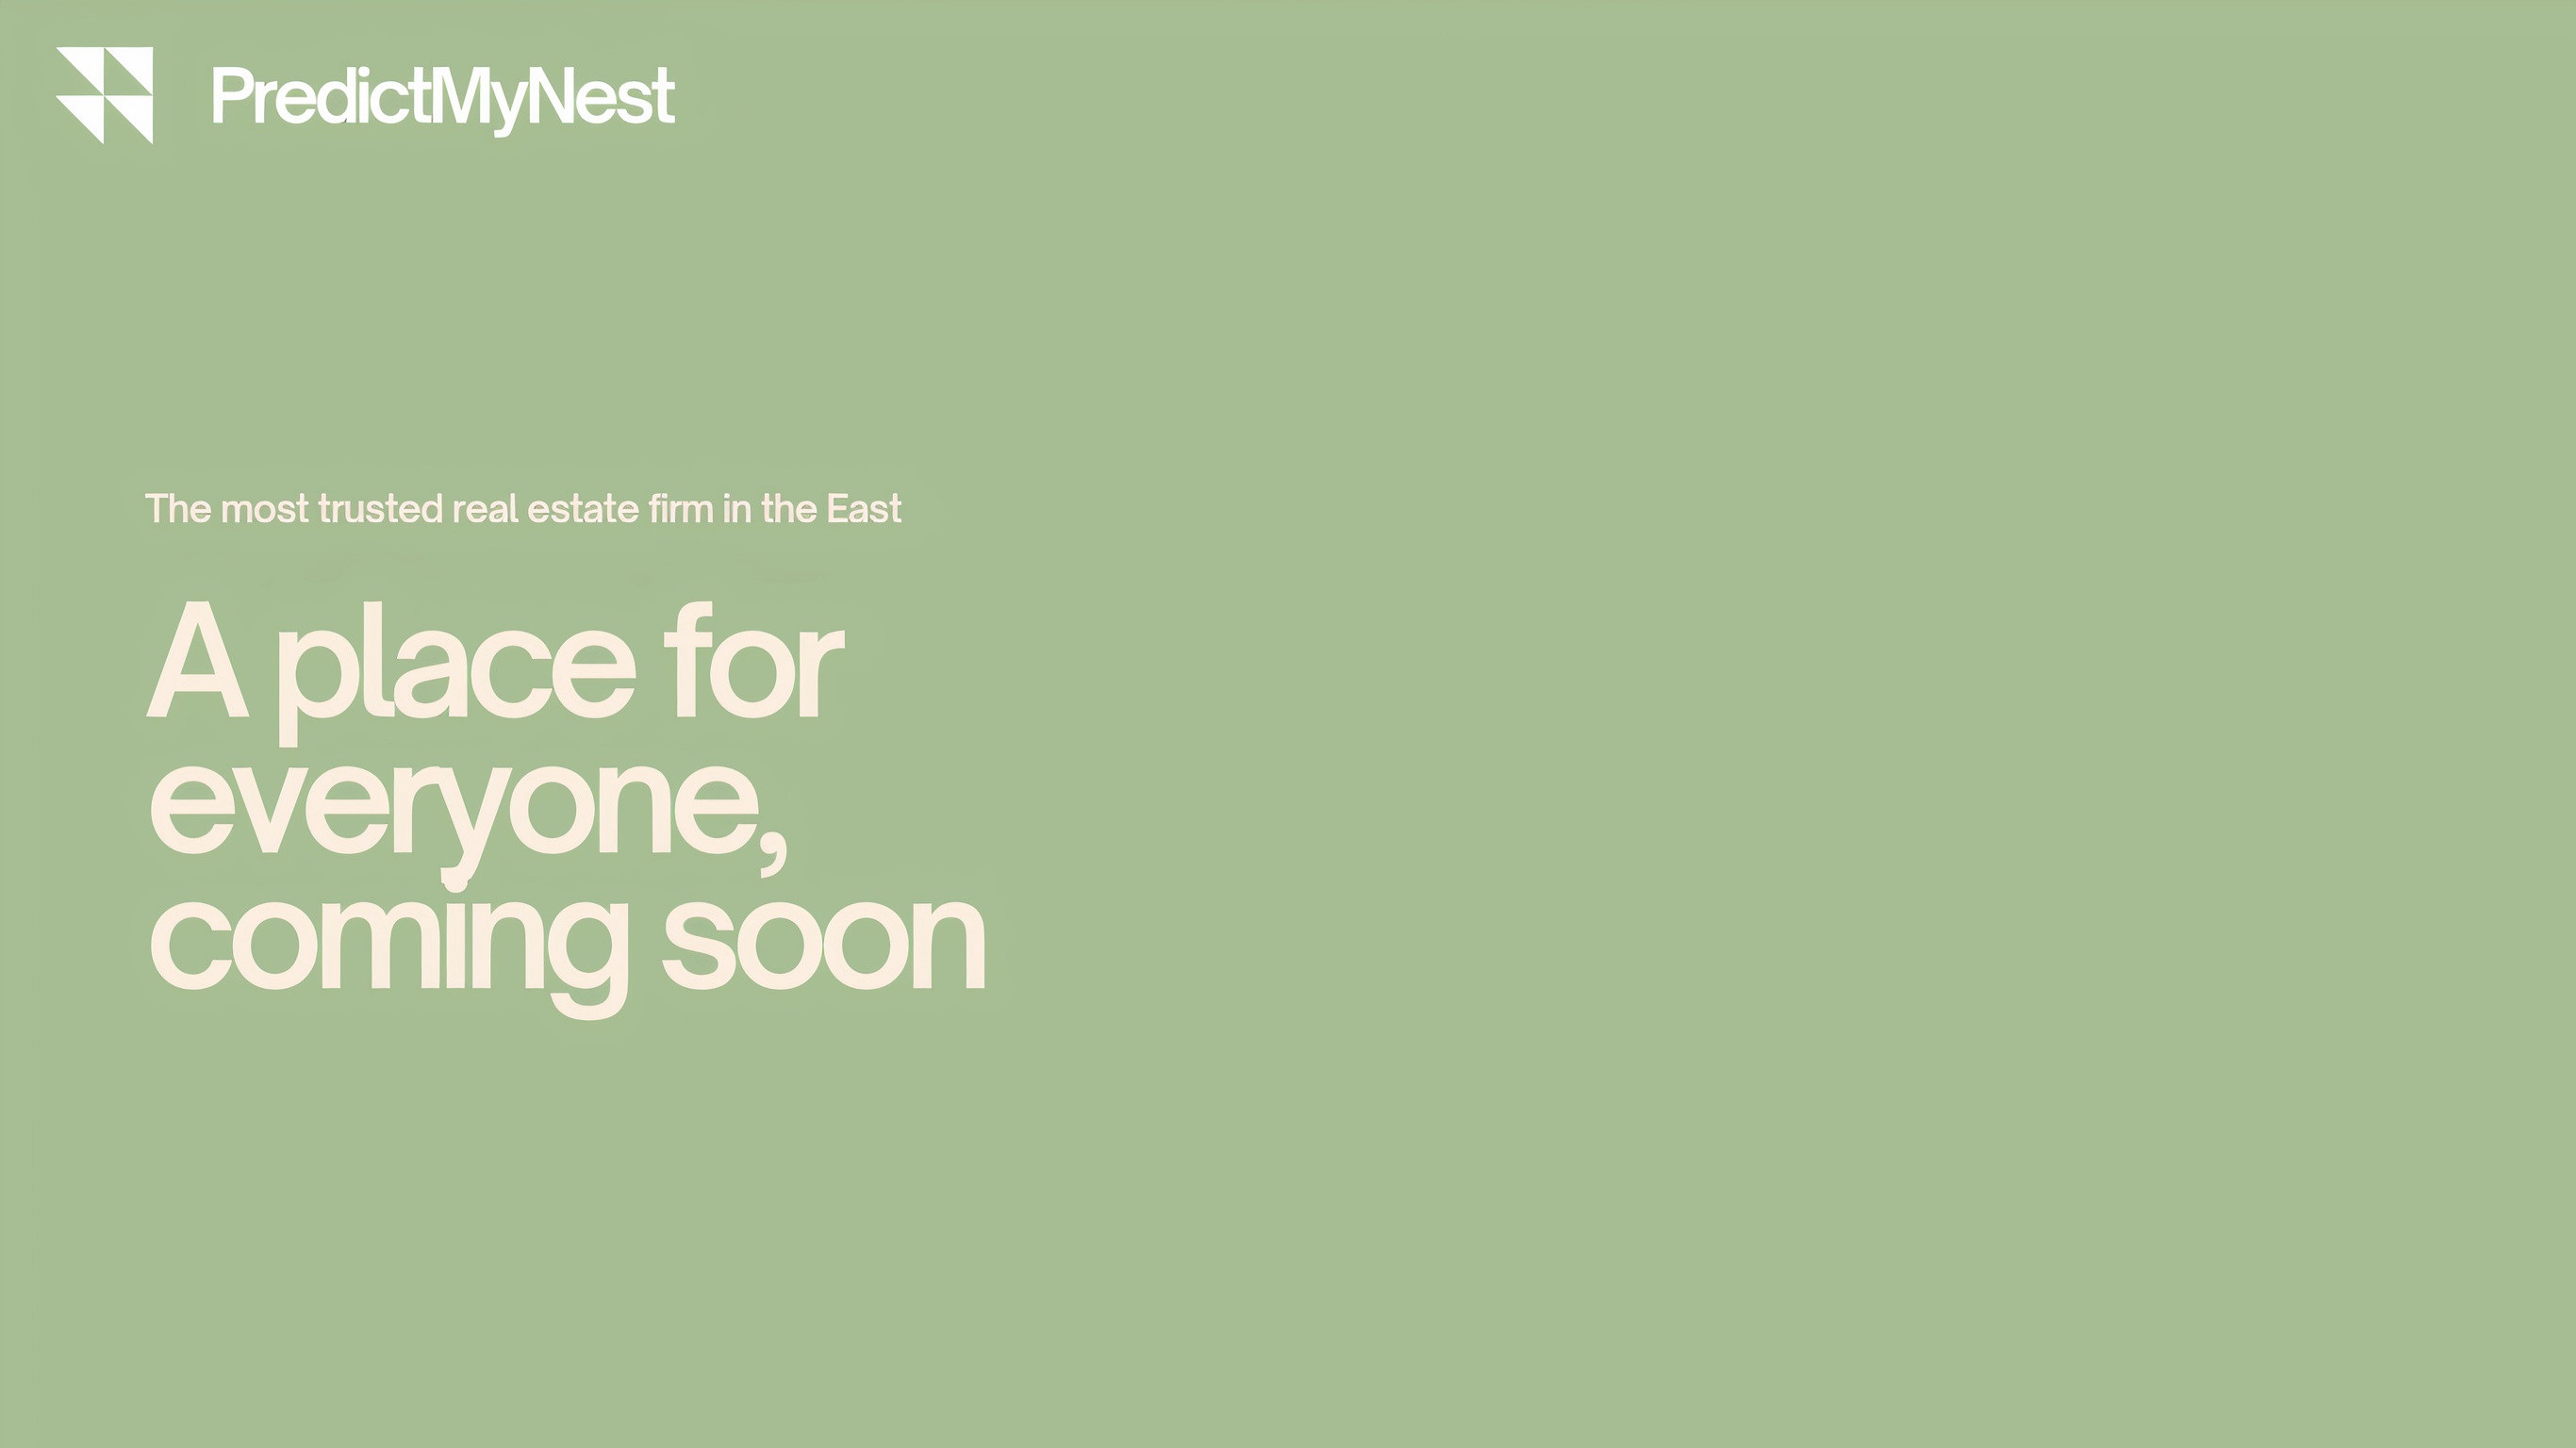 PredictMyNest
The most trusted real estate firm in the East
A place for
everyone,
coming soon